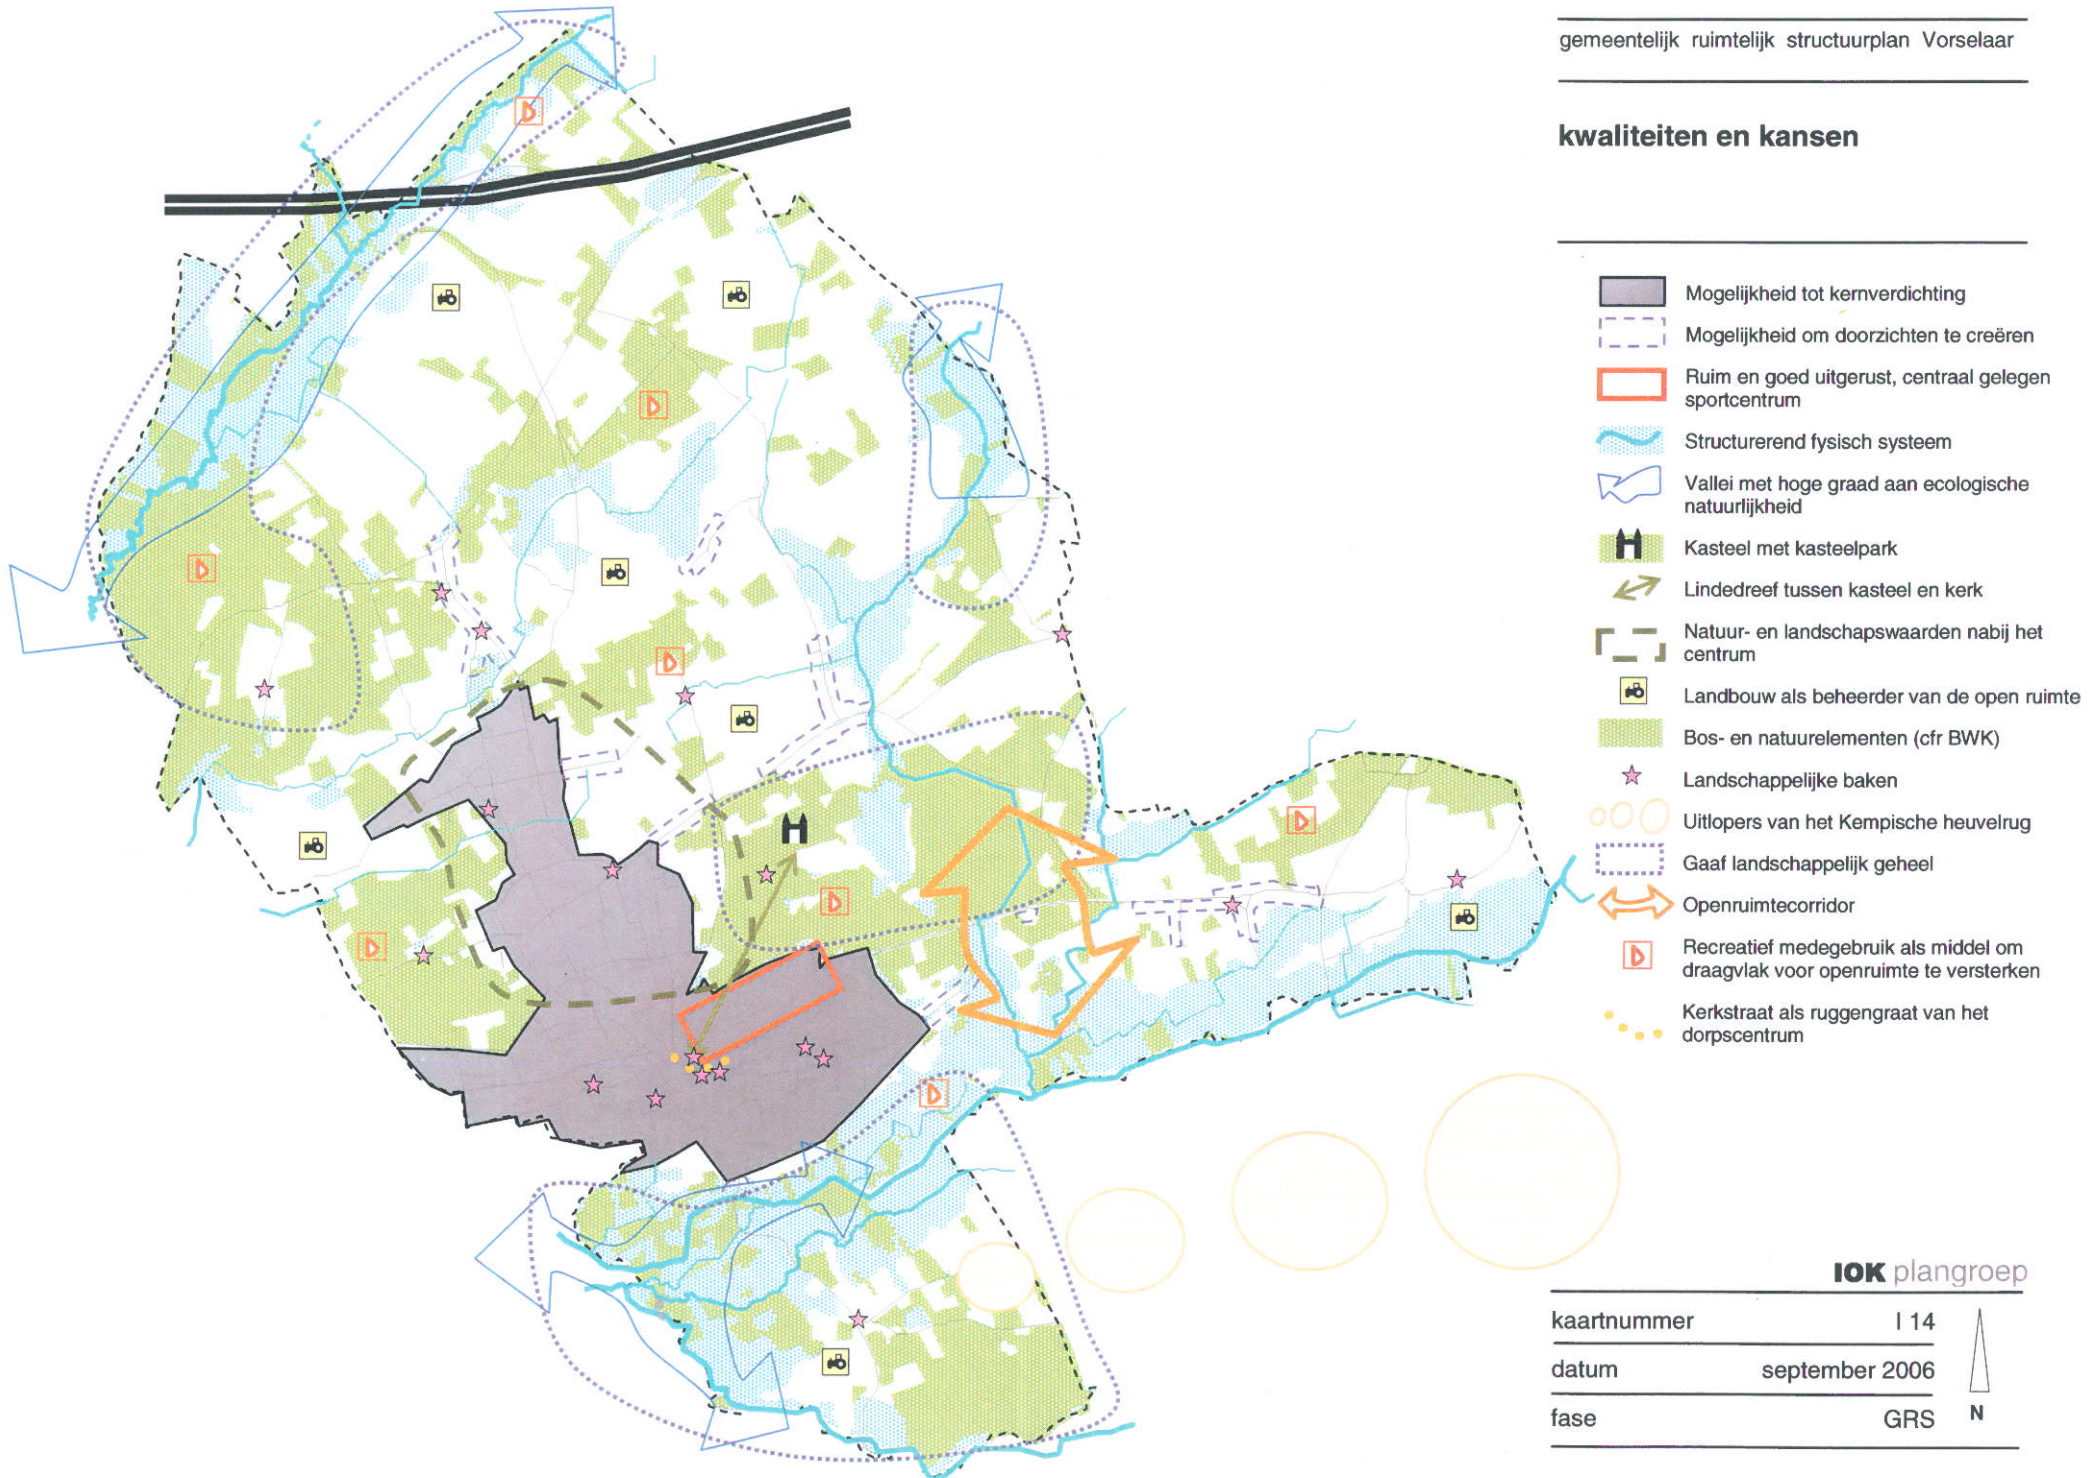 gemeentelijk ruimtelijk structuurplan Vorselaar
kwaliteiten en kansen
Mogelijkheid tot kernverdichting
Mogelijkheid om doorzichten te creëren
Ruim en goed uitgerust, centraal gelegen
sportcentrum
Structurerend fysisch systeem
Vallei met hoge graad aan ecologische
natuurlijkheid
Kasteel met kasteelpark
Lindedreef tussen kasteel en kerk
Natuur- en landschapswaarden nabij het
centrum
Landbouw als beheerder van de open ruimte
Bos- en natuurelementen (cfr BWK)
Landschappelijke baken
Uitlopers van het Kempische heuvelrug
Gaaf landschappelijk geheel
Openruimtecorridor
Recreatief medegebruik als middel om
draagvlak voor openruimte te versterken
Kerkstraat als ruggengraat van het
dorpscentrum
IOK plangroep
kaartnummer I 14
datum september 2006
fase GRS
N